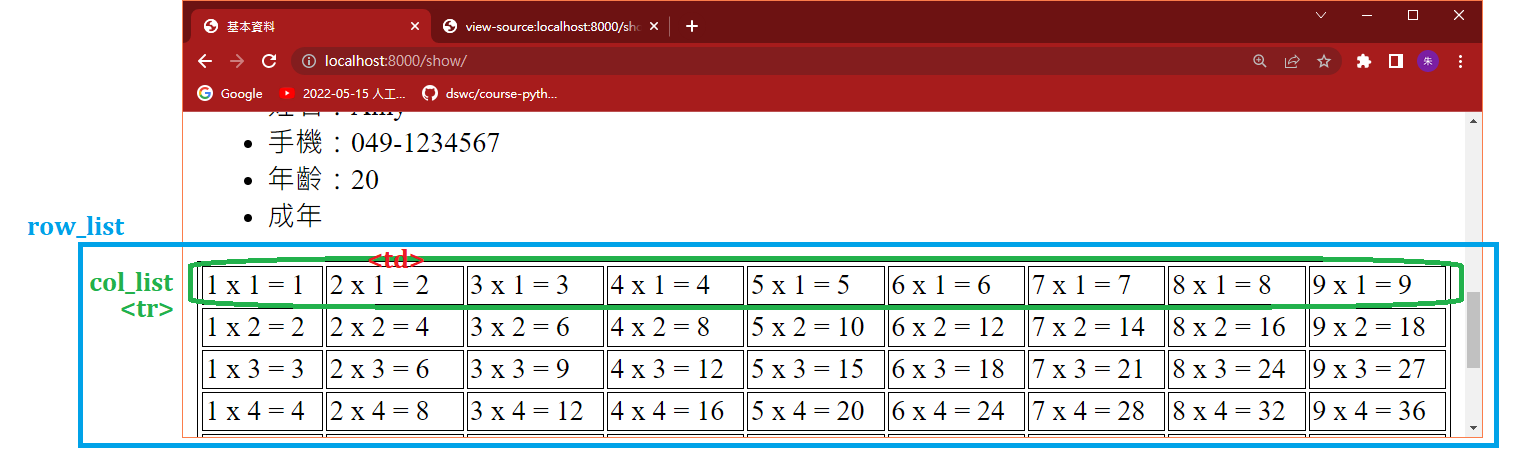 基本資料
view-source:localhost:8000/sho
localhost:8000/show/
朱
Google
2022-05-15 人工...
dswc/course-pyth...
手機：049-1234567
年齡：20
成年
row_list
<td>
col_list
<tr>
1 x 1 = 1 2 x 1 = 2 3 x 1 = 3 4 x 1 = 4 5 x 1 = 5 6 x 1 = 6 7 x 1 = 7 8 x 1 = 8 9 x 1 = 9
1 x 2 = 2 2 x 2 = 4 3 x 2 = 6 4 x 2 = 8 5 x 2 = 10 6 x 2 = 12 7 x 2 = 14 8 x 2 = 16 9 x 2 = 18
1 x 3 = 3 2 x 3 = 6 3 x 3 = 9 4 x 3 = 12 5 x 3 = 15 6 x 3 = 18 7 x 3 = 21 8 x 3 = 24 9 x 3 = 27
1 x 4 = 4 2 x 4 = 8 3 x 4 = 12 4 x 4 = 16 5 x 4 = 20 6 x 4 = 24 7 x 4 = 28 8 x 4 = 32 9 x 4 = 36